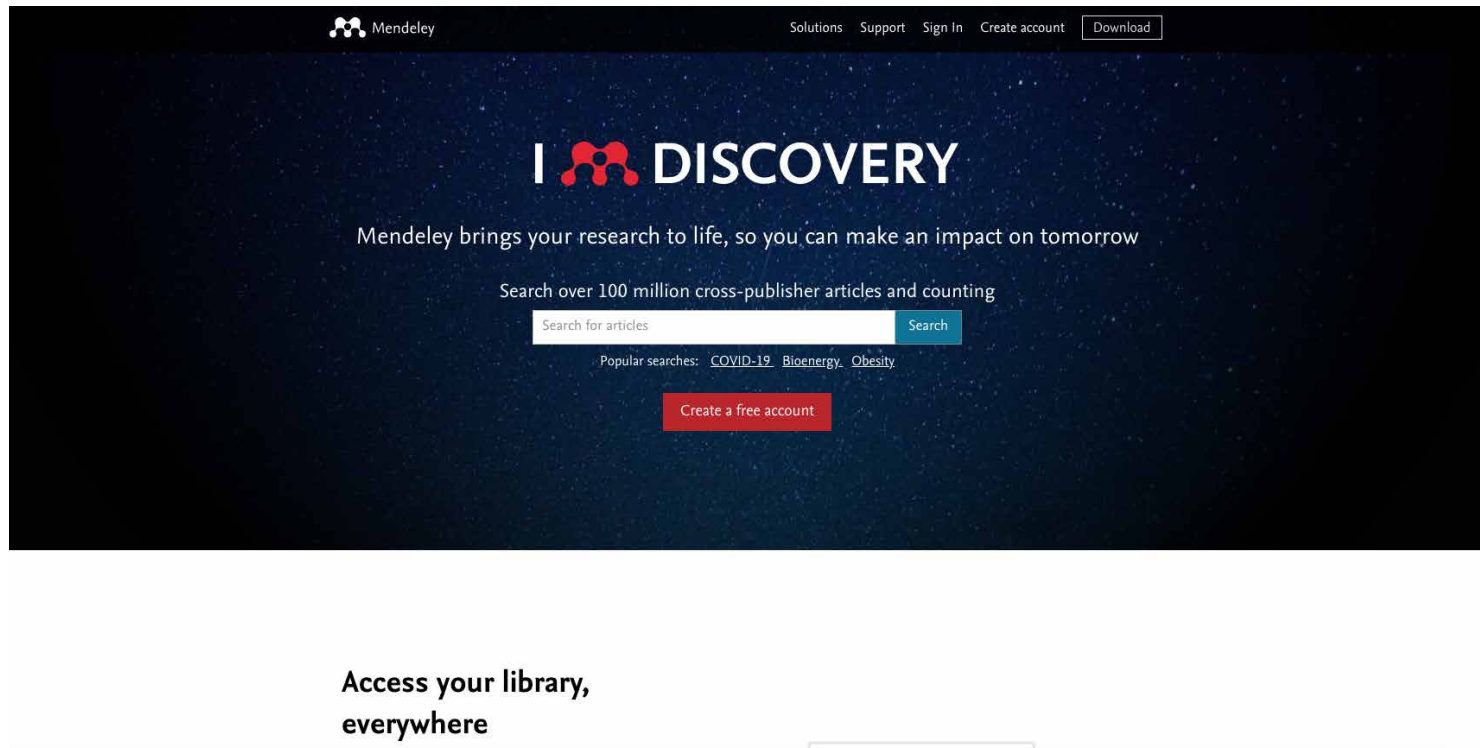 Mendeley
Solutions Support Sign In Create account Download
I DISCOVERY
Mendeley brings your research to life, so you can make an impact on tomorrow
Search over 100 million cross-publisher articles and counting
Search for articles Search
Popular searches: COVID-19 Bioenergy Obesity
Create a free account
Access your library,
everywhere